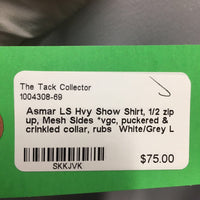 The Tack Collector
1004308-69
Asmar LS Hvy Show Shirt, 1/2 zip
up, Mesh Sides *vgc, puckered &
crinkled collar, rubs White/Grey L
SKKJVK
$75.00